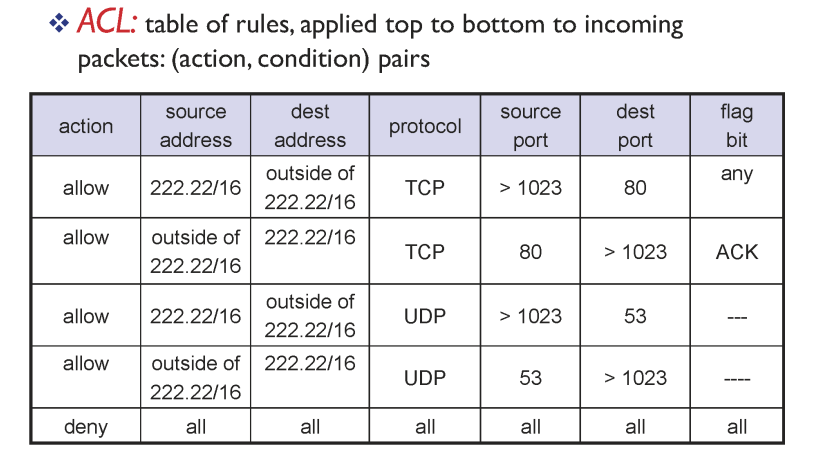 ❖ ACL: table of rules, applied top to bottom to incoming
packets: (action, condition) pairs
action | source address | dest address | protocol | source port | dest port | flag bit
allow | 222.22/16 | outside of 222.22/16 | TCP | > 1023 | 80 | any
allow | outside of 222.22/16 | 222.22/16 | TCP | 80 | > 1023 | ACK
allow | 222.22/16 | outside of 222.22/16 | UDP | > 1023 | 53 | ---
allow | outside of 222.22/16 | 222.22/16 | UDP | 53 | > 1023 | ----
deny | all | all | all | all | all | all